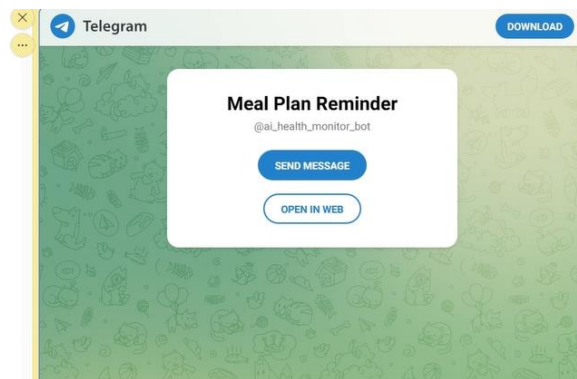 Telegram
DOWNLOAD
Meal Plan Reminder
@ai_health_monitor_bot
SEND MESSAGE
OPEN IN WEB